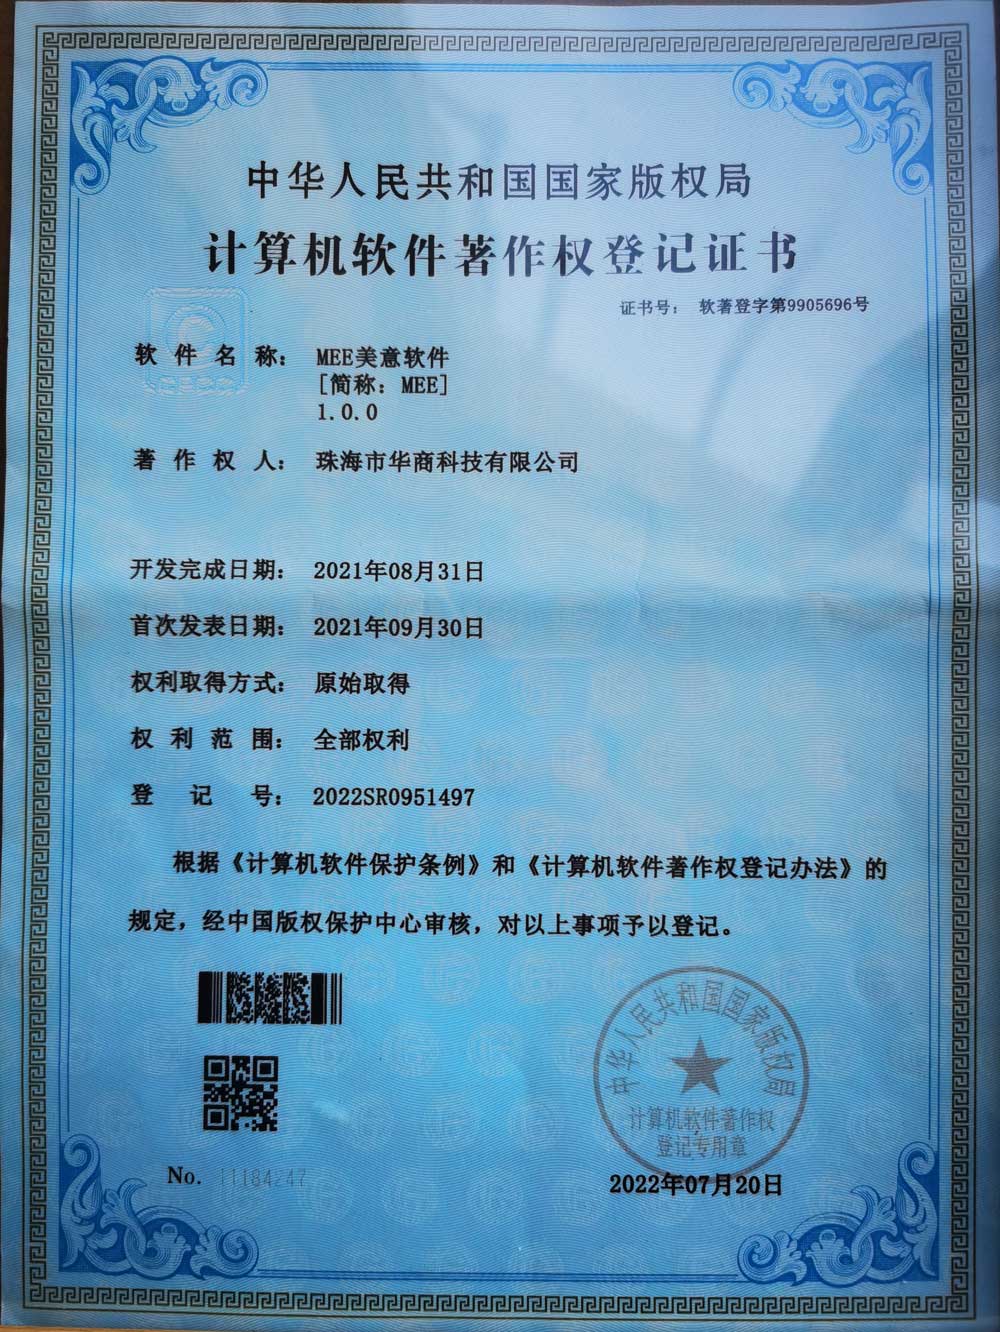 中华人民共和国国家版权局
计算机软件著作权登记证书
证书号： 软著登字第9905696号
软件名称： MEE美意软件
[简称：MEE]
1.0.0
著作权人： 珠海市华商科技有限公司
开发完成日期： 2021年08月31日
首次发表日期： 2021年09月30日
权利取得方式： 原始取得
权利范围： 全部权利
登记号： 2022SR0951497
根据《计算机软件保护条例》和《计算机软件著作权登记办法》的
规定，经中国版权保护中心审核，对以上事项予以登记。
中华人民共和国国家版权局
计算机软件著作权
登记专用章
No. 11184247
2022年07月20日